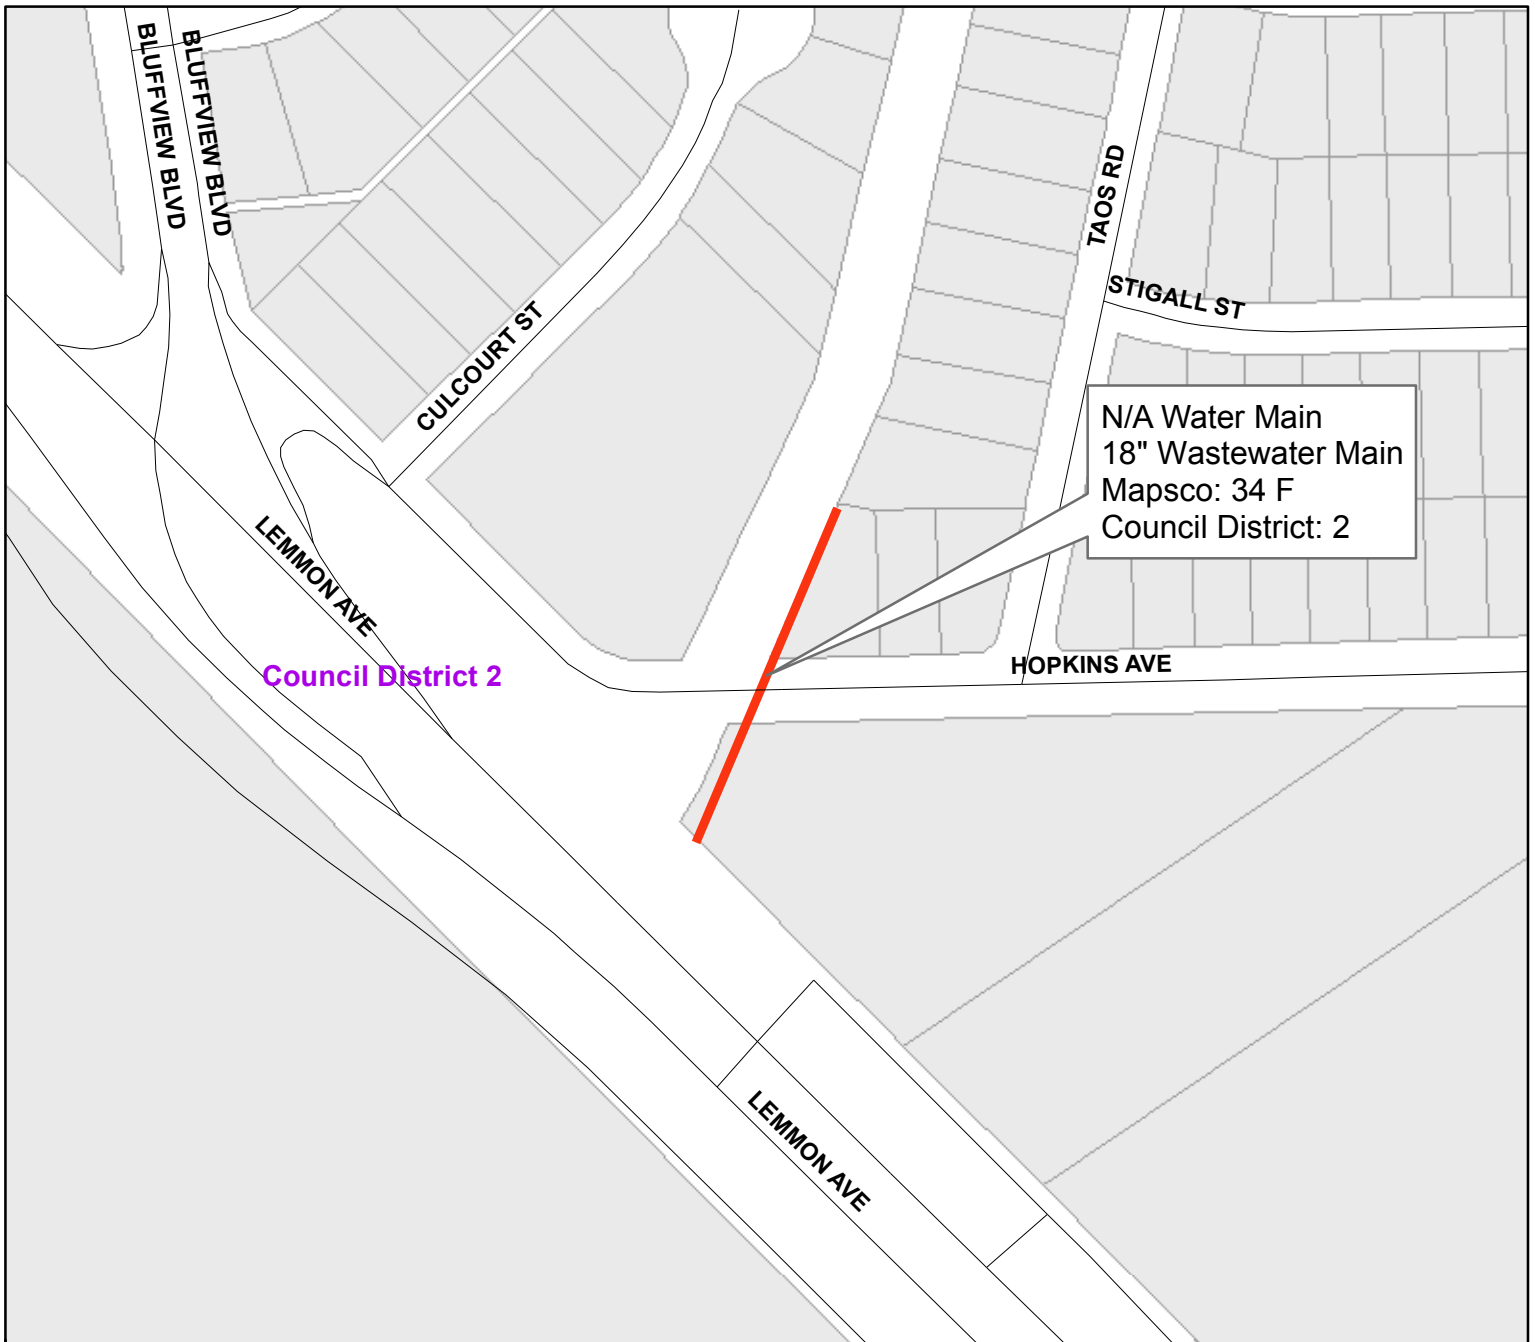 BLUFFVIEW BLVD
BLUFFVIEW BLVD
TAOS RD
STIGALL ST
CULCOURT ST
N/A Water Main
18" Wastewater Main
Mapsco: 34 F
Council District: 2
LEMMON AVE
Council District 2
HOPKINS AVE
LEMMON AVE